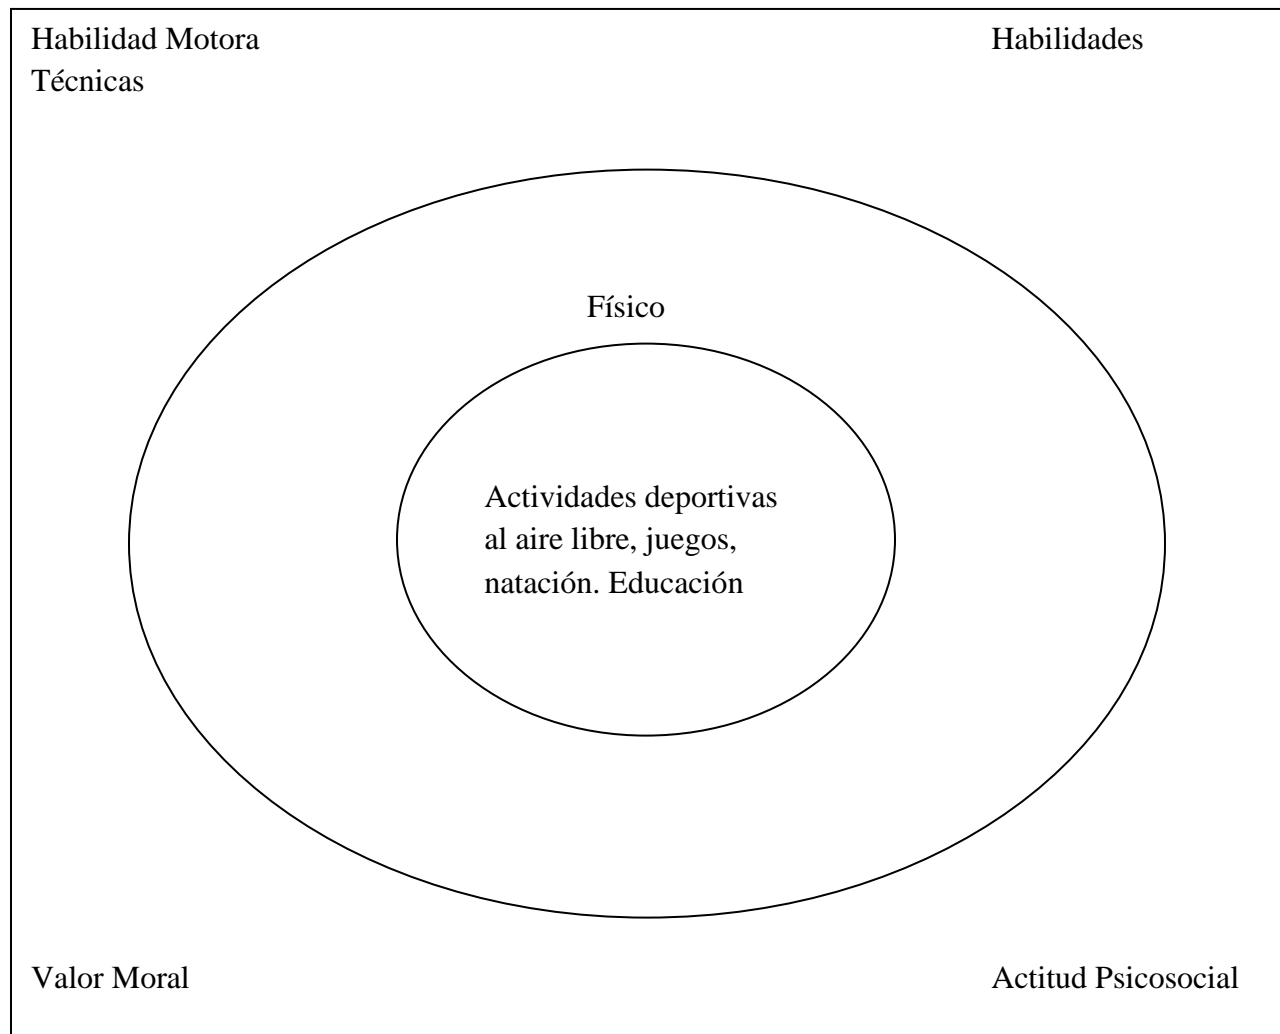 Habilidad Motora Habilidades
Técnicas
Físico
Actividades deportivas
al aire libre, juegos,
natación. Educación
Valor Moral Actitud Psicosocial